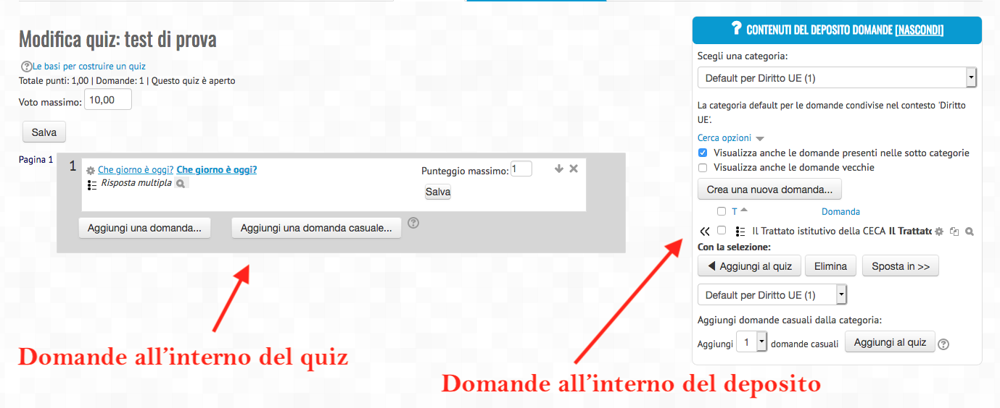 Modifica quiz: test di prova
Le basi per costruire un quiz
Totale punti: 1,00 | Domande: 1 | Questo quiz è aperto
Voto massimo: 10,00
Salva
Pagina 1
1 Che giorno è oggi? Che giorno è oggi?
Risposta multipla
Punteggio massimo: 1
Salva
Aggiungi una domanda... Aggiungi una domanda casuale... ?
Domande all'interno del quiz
? CONTENUTI DEL DEPOSITO DOMANDE [NASCONDI]
Scegli una categoria:
Default per Diritto UE (1)
La categoria default per le domande condivise nel contesto 'Diritto
UE'.
Cerca opzioni
Visualizza anche le domande presenti nelle sotto categorie
Visualizza anche le domande vecchie
Crea una nuova domanda...
T Domanda
Il Trattato istitutivo della CECA Il Trattato
Con la selezione:
Aggiungi al quiz Elimina Sposta in >>
Default per Diritto UE (1)
Aggiungi domande casuali dalla categoria:
Aggiungi 1 domande casuali Aggiungi al quiz ?
Domande all'interno del deposito